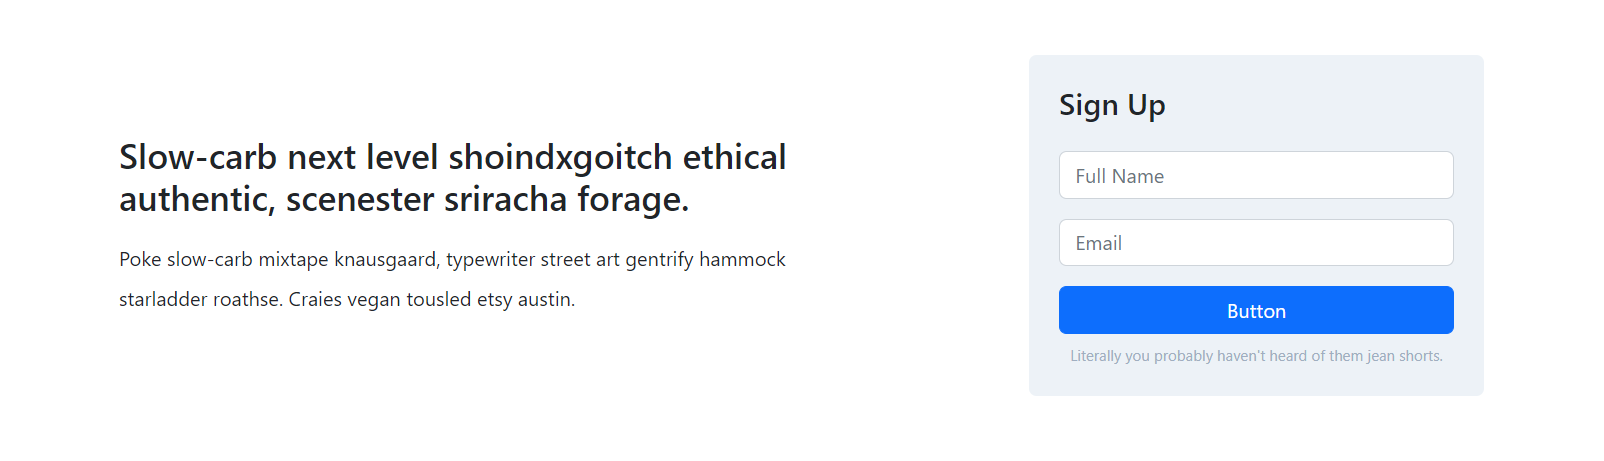 Slow-carb next level shoindxgoitch ethical
authentic, scenester sriracha forage.
Poke slow-carb mixtape knausgaard, typewriter street art gentrify hammock
starladder roathse. Craies vegan tousled etsy austin.
Sign Up
Full Name
Email
Button
Literally you probably haven't heard of them jean shorts.